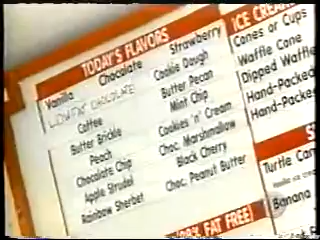 TODAY'S FLAVORS
Vanilla Chocolate Strawberry
LOWFAT CHOCOLATE Cookie Dough
Coffee Butter Pecan
Butter Brickle Mint Chip
Peach Cookies 'n' Cream
Chocolate Chip Choc. Marshmallow
Apple Strudel Black Cherry
Rainbow Sherbet Choc. Peanut Butter
FAT FREE)
ICE CREA
Cones or Cups
Waffle Cone
Dipped Waffle
Hand-Packed
Hand-Packe
S
Turtle
Banana